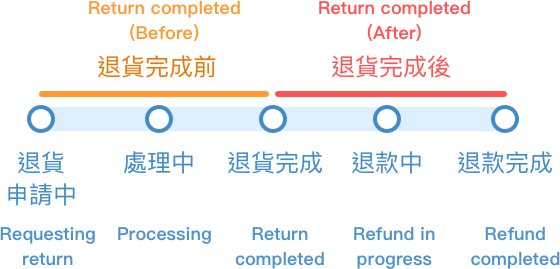 Return completed
(Before)
Return completed
(After)
退貨完成前
退貨完成後
退貨
申請中
處理中
退貨完成
退款中
退款完成
Requesting
return
Processing
Return
completed
Refund in
progress
Refund
completed